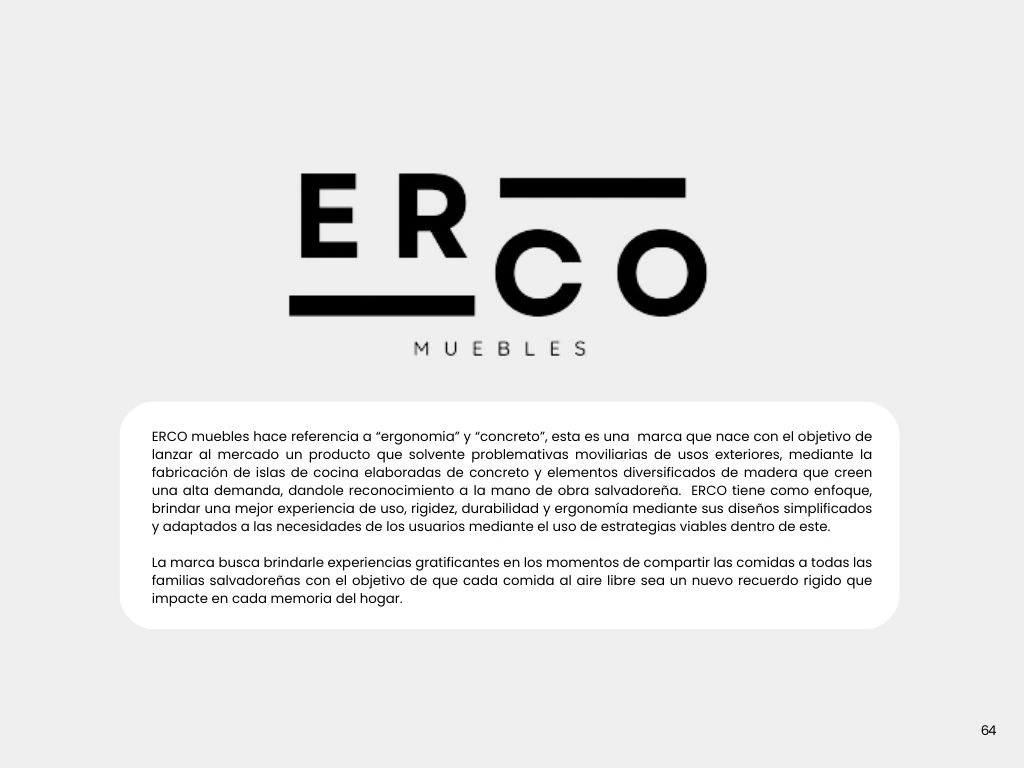 ERCO
MUEBLES
ERCO muebles hace referencia a “ergonomia” y “concreto”, esta es una  marca que nace con el objetivo de
lanzar al mercado un producto que solvente problemativas moviliarias de usos exteriores, mediante la
fabricación de islas de cocina elaboradas de concreto y elementos diversificados de madera que creen
una alta demanda, dandole reconocimiento a la mano de obra salvadoreña.  ERCO tiene como enfoque,
brindar una mejor experiencia de uso, rigidez, durabilidad y ergonomía mediante sus diseños simplificados
y adaptados a las necesidades de los usuarios mediante el uso de estrategias viables dentro de este.
La marca busca brindarle experiencias gratificantes en los momentos de compartir las comidas a todas las
familias salvadoreñas con el objetivo de que cada comida al aire libre sea un nuevo recuerdo rigido que
impacte en cada memoria del hogar.
64